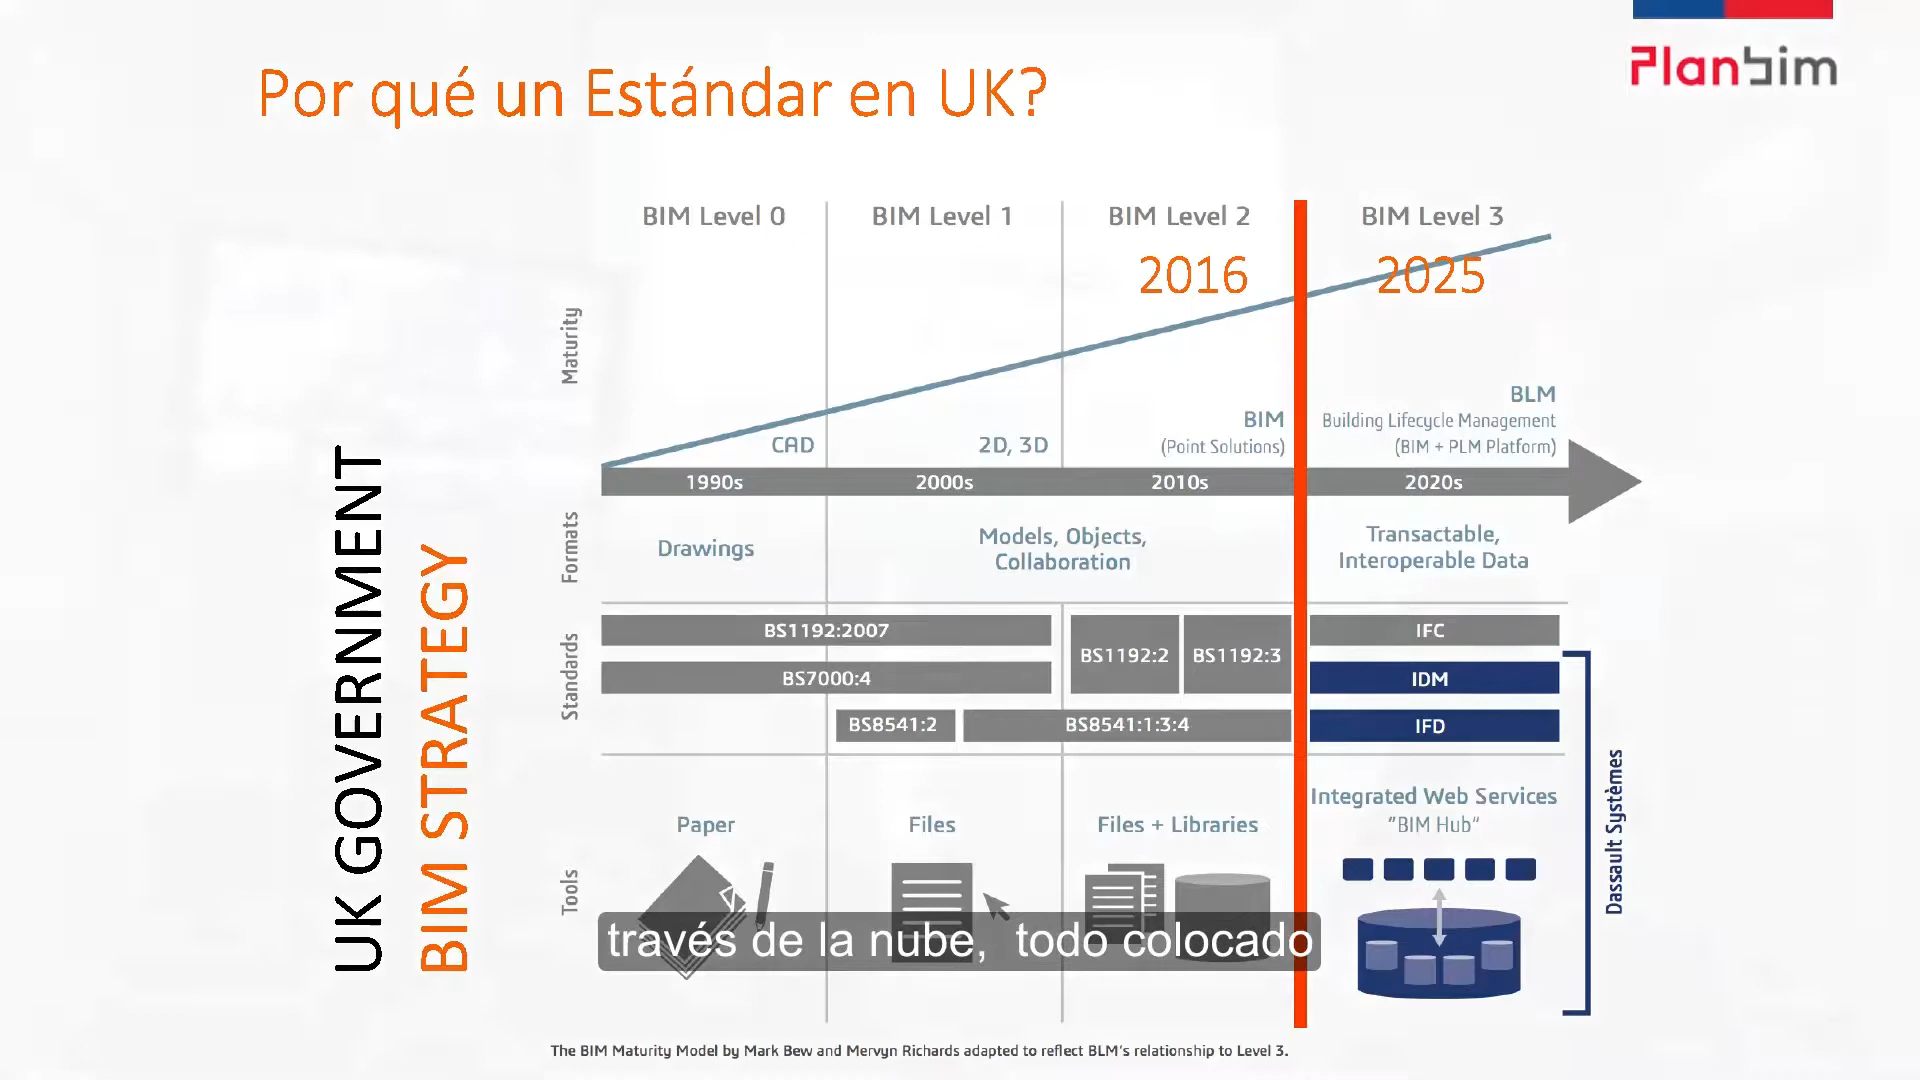 Planbim
Por qué un Estándar en UK?
UK GOVERNMENT
BIM STRATEGY
BIM Level 0
BIM Level 1
BIM Level 2
BIM Level 3
2016
2025
Maturity
CAD
2D, 3D
BIM
(Point Solutions)
BLM
Building Lifecycle Management
(BIM + PLM Platform)
1990s
2000s
2010s
2020s
Formats
Drawings
Models, Objects,
Collaboration
Transactable,
Interoperable Data
Standards
BS1192:2007
BS7000:4
BS8541:2
BS8541:1:3:4
BS1192:2
BS1192:3
IFC
IDM
IFD
Tools
Paper
Files
Files + Libraries
Integrated Web Services
"BIM Hub"
Dassault Systèmes
través de la nube, todo colocado
The BIM Maturity Model by Mark Bew and Mervyn Richards adapted to reflect BLM's relationship to Level 3.